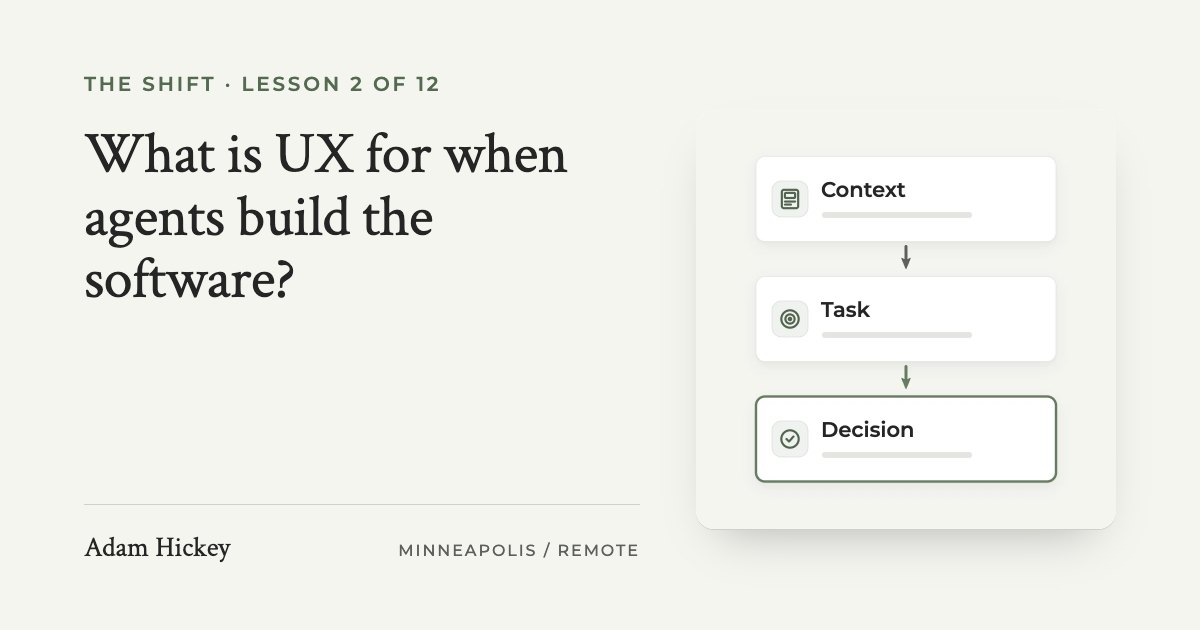 THE SHIFT · LESSON 2 OF 12
What is UX for when
agents build the
software?
Adam Hickey
MINNEAPOLIS / REMOTE
Context
Task
Decision